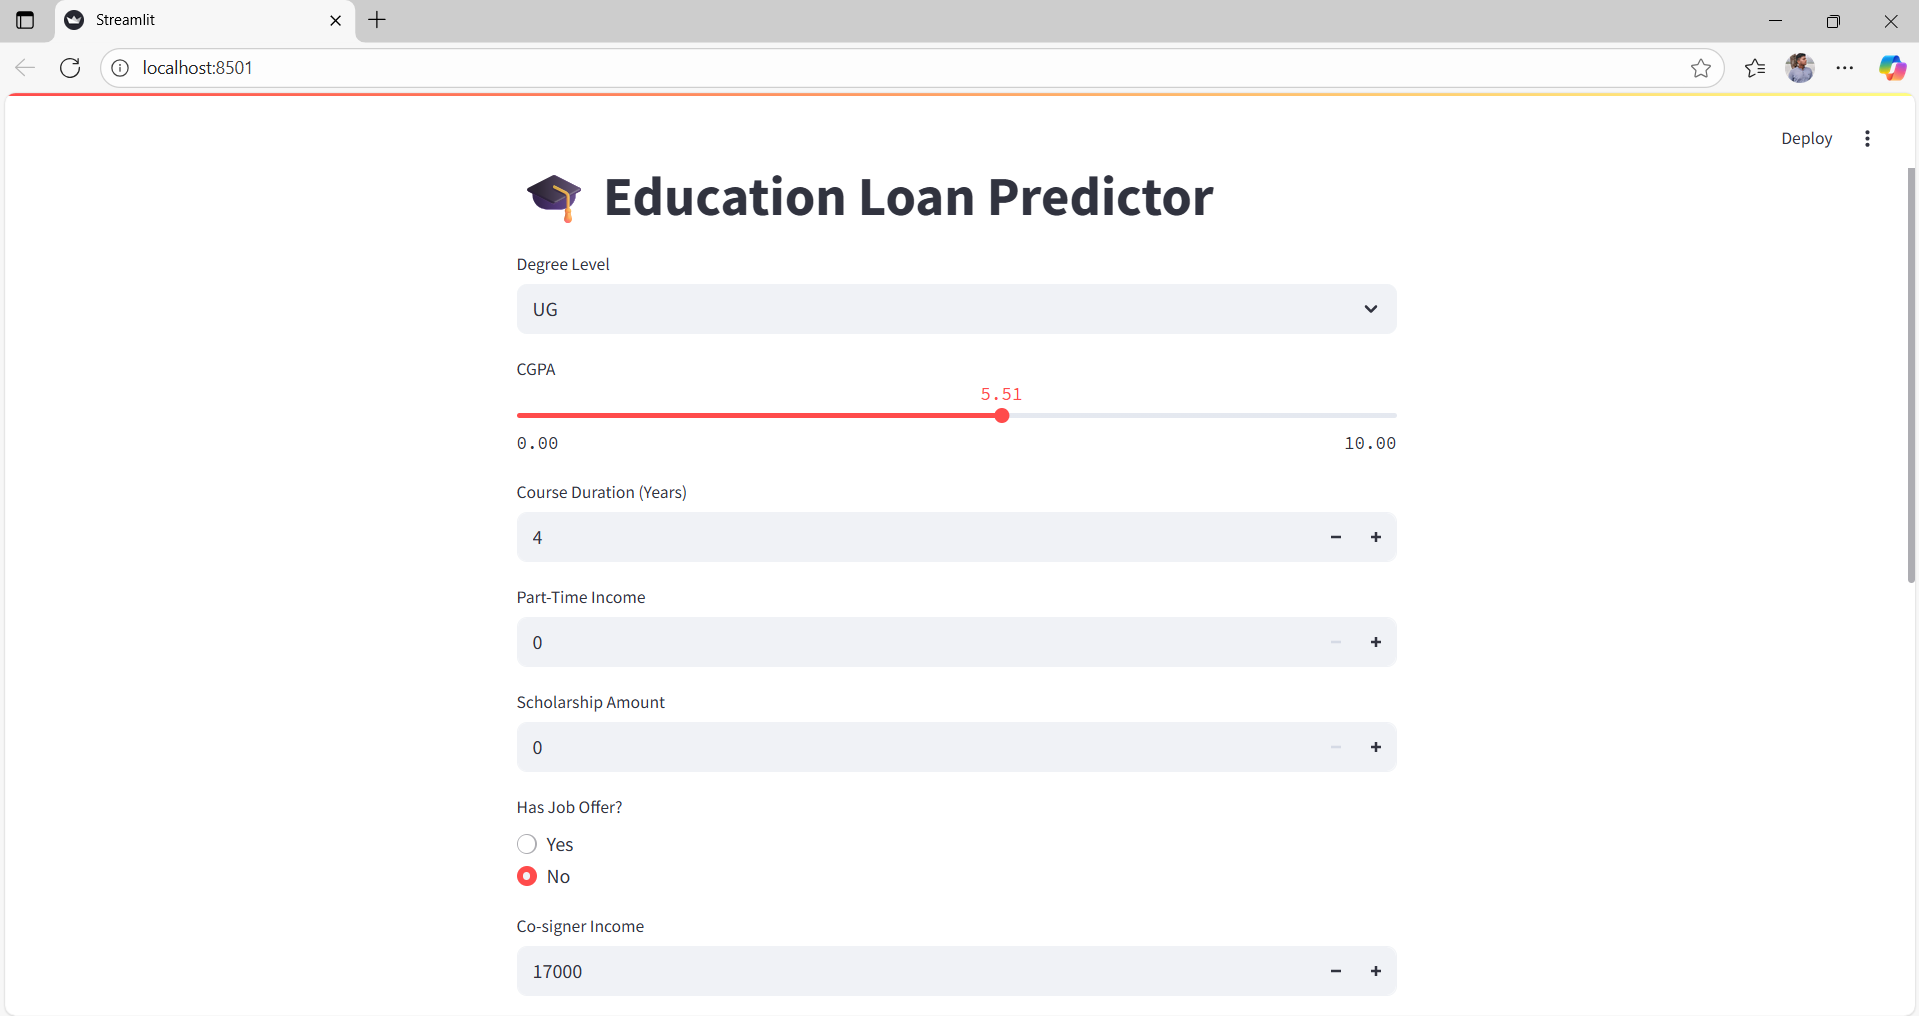 Streamlit
localhost:8501
Deploy
Education Loan Predictor
Degree Level
UG
CGPA
5.51
0.00 10.00
Course Duration (Years)
4
Part-Time Income
0
Scholarship Amount
0
Has Job Offer?
Yes
No
Co-signer Income
17000